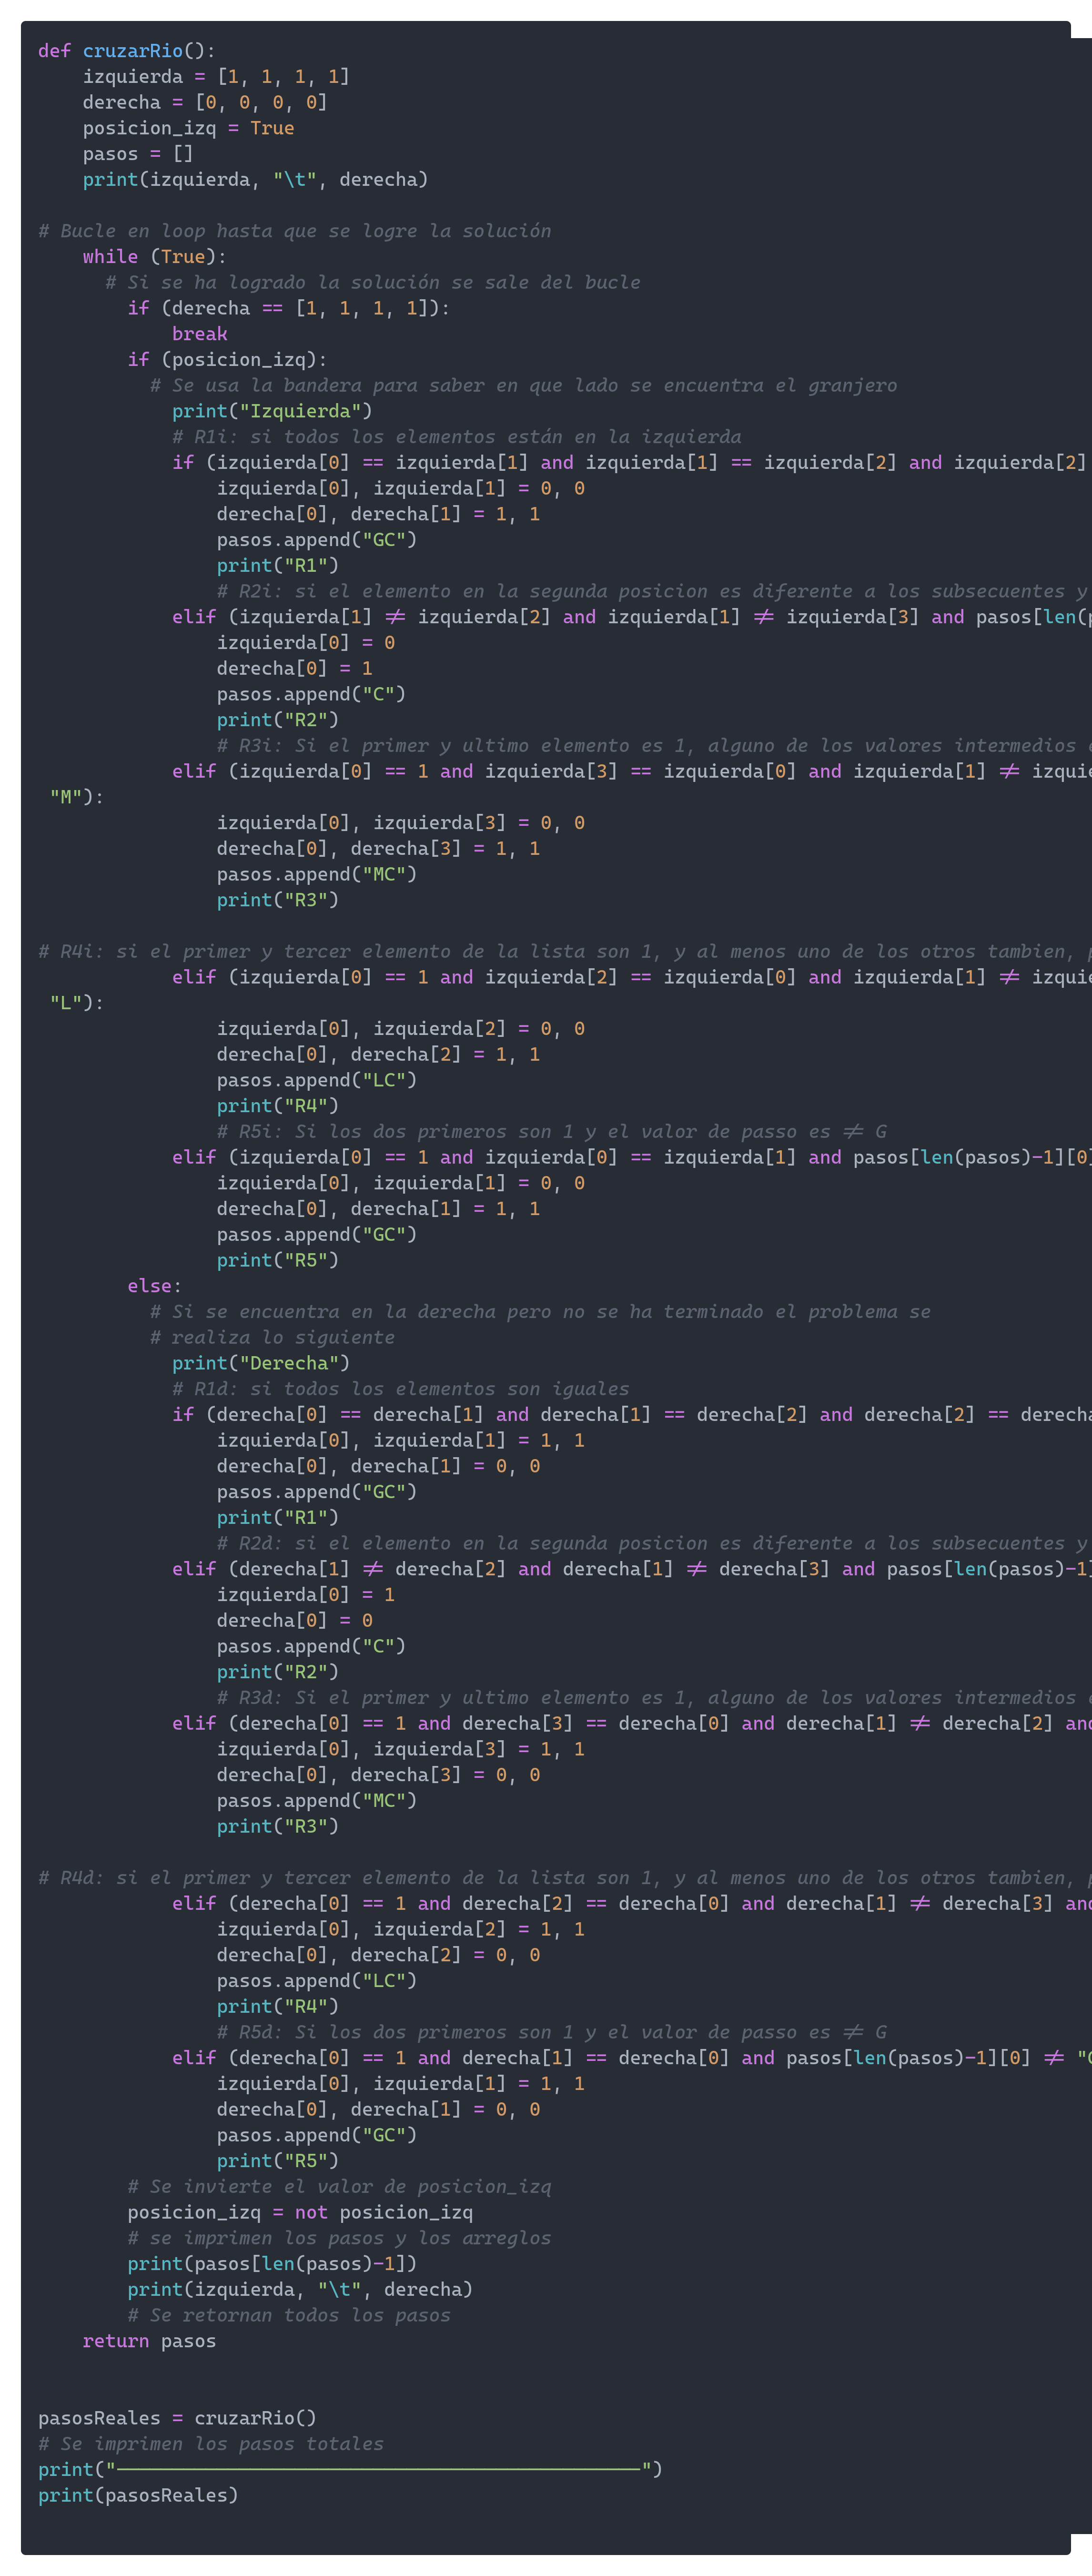 def cruzarRio():
    izquierda = [1, 1, 1, 1]
    derecha = [0, 0, 0, 0]
    posicion_izq = True
    pasos = []
    print(izquierda, "\t", derecha)

# Bucle en loop hasta que se logre la solución
    while (True):
      # Si se ha logrado la solución se sale del bucle
        if (derecha == [1, 1, 1, 1]):
            break
        if (posicion_izq):
          # Se usa la bandera para saber en que lado se encuentra el granjero
            print("Izquierda")
            # R1i: si todos los elementos están en la izquierda
            if (izquierda[0] == izquierda[1] and izquierda[1] == izquierda[2] and izquierda[2]
                izquierda[0], izquierda[1] = 0, 0
                derecha[0], derecha[1] = 1, 1
                pasos.append("GC")
                print("R1")
                # R2i: si el elemento en la segunda posicion es diferente a los subsecuentes y
            elif (izquierda[1] ≠ izquierda[2] and izquierda[1] ≠ izquierda[3] and pasos[len(
                izquierda[0] = 0
                derecha[0] = 1
                pasos.append("C")
                print("R2")
                # R3i: Si el primer y ultimo elemento es 1, alguno de los valores intermedios
            elif (izquierda[0] == 1 and izquierda[3] == izquierda[0] and izquierda[1] ≠
 "M"):
                izquierda[0], izquierda[3] = 0, 0
                derecha[0], derecha[3] = 1, 1
                pasos.append("MC")
                print("R3")

# R4i: si el primer y tercer elemento de la lista son 1, y al menos uno de los otros tambien,
            elif (izquierda[0] == 1 and izquierda[2] == izquierda[0] and izquierda[1] ≠
 "L"):
                izquierda[0], izquierda[2] = 0, 0
                derecha[0], derecha[2] = 1, 1
                pasos.append("LC")
                print("R4")
                # R5i: Si los dos primeros son 1 y el valor de passo es ≠ G
            elif (izquierda[0] == 1 and izquierda[0] == izquierda[1] and pasos[len(pasos)-1][0]
                izquierda[0], izquierda[1] = 0, 0
                derecha[0], derecha[1] = 1, 1
                pasos.append("GC")
                print("R5")
        else:
          # Si se encuentra en la derecha pero no se ha terminado el problema se
          # realiza lo siguiente
            print("Derecha")
            # R1d: si todos los elementos son iguales
            if (derecha[0] == derecha[1] and derecha[1] == derecha[2] and derecha[2] ==
                izquierda[0], izquierda[1] = 1, 1
                derecha[0], derecha[1] = 0, 0
                pasos.append("GC")
                print("R1")
                # R2d: si el elemento en la segunda posicion es diferente a los subsecuentes y
            elif (derecha[1] ≠ derecha[2] and derecha[1] ≠ derecha[3] and pasos[len(pasos)-1]
                izquierda[0] = 1
                derecha[0] = 0
                pasos.append("C")
                print("R2")
                # R3d: Si el primer y ultimo elemento es 1, alguno de los valores intermedios
            elif (derecha[0] == 1 and derecha[3] == derecha[0] and derecha[1] ≠ derecha[2] and
                izquierda[0], izquierda[3] = 1, 1
                derecha[0], derecha[3] = 0, 0
                pasos.append("MC")
                print("R3")

# R4d: si el primer y tercer elemento de la lista son 1, y al menos uno de los otros tambien,
            elif (derecha[0] == 1 and derecha[2] == derecha[0] and derecha[1] ≠ derecha[3] and
                izquierda[0], izquierda[2] = 1, 1
                derecha[0], derecha[2] = 0, 0
                pasos.append("LC")
                print("R4")
                # R5d: Si los dos primeros son 1 y el valor de passo es ≠ G
            elif (derecha[0] == 1 and derecha[1] == derecha[0] and pasos[len(pasos)-1][0] ≠
                izquierda[0], izquierda[1] = 1, 1
                derecha[0], derecha[1] = 0, 0
                pasos.append("GC")
                print("R5")
        # Se invierte el valor de posicion_izq
        posicion_izq = not posicion_izq
        # se imprimen los pasos y los arreglos
        print(pasos[len(pasos)-1])
        print(izquierda, "\t", derecha)
        # Se retornan todos los pasos
    return pasos


pasosReales = cruzarRio()
# Se imprimen los pasos totales
print("-----------------------------------------------")
print(pasosReales)